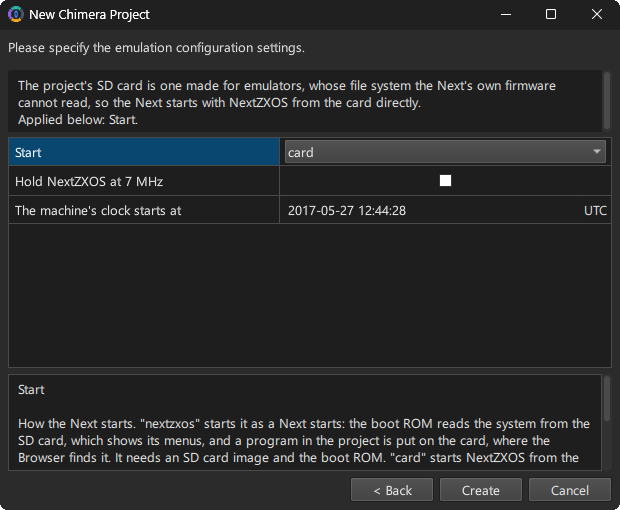 New Chimera Project
Please specify the emulation configuration settings.
The project's SD card is one made for emulators, whose file system the Next's own firmware
cannot read, so the Next starts with NextZXOS from the card directly.
Applied below: Start.
Start
card
Hold NextZXOS at 7 MHz
The machine's clock starts at
2017-05-27 12:44:28
UTC
Start
How the Next starts. "nextzxos" starts it as a Next starts: the boot ROM reads the system from the
SD card, which shows its menus, and a program in the project is put on the card, where the
Browser finds it. It needs an SD card image and the boot ROM. "card" starts NextZXOS from the
< Back
Create
Cancel